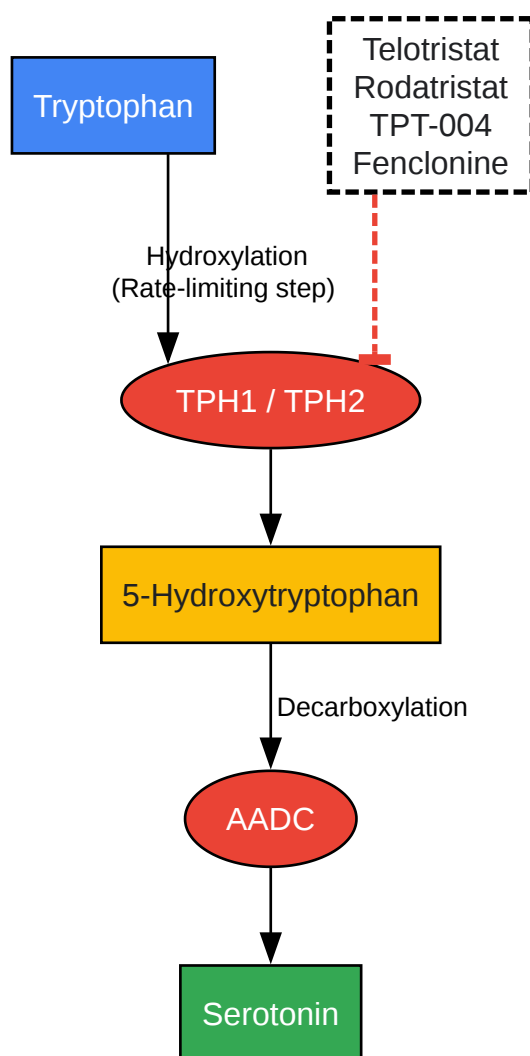 Tryptophan
Telotristat
Rodatristat
TPT-004
Fenclonine
Hydroxylation
(Rate-limiting step)
TPH1 / TPH2
5-Hydroxytryptophan
Decarboxylation
AADC
Serotonin